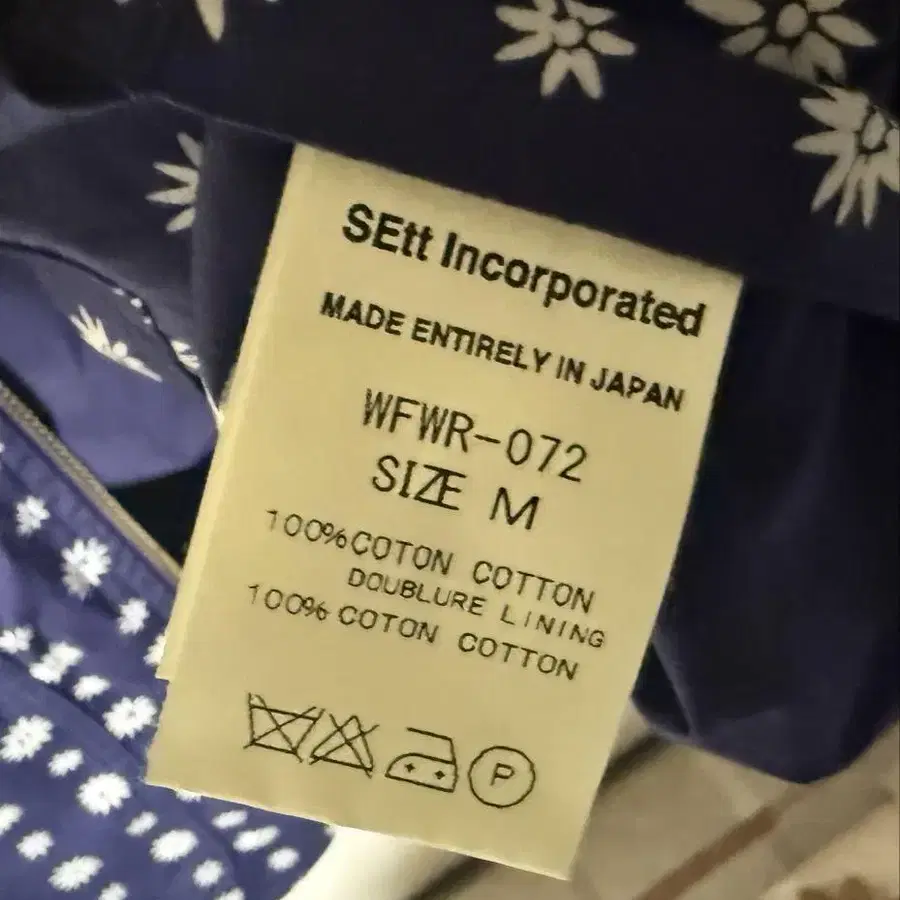 SEtt Incorporated
MADE ENTIRELY IN JAPAN
WFWR-072
SIZE M
100%COTON COTTON
DOUBLURE LINING
100% COTON COTTON
P